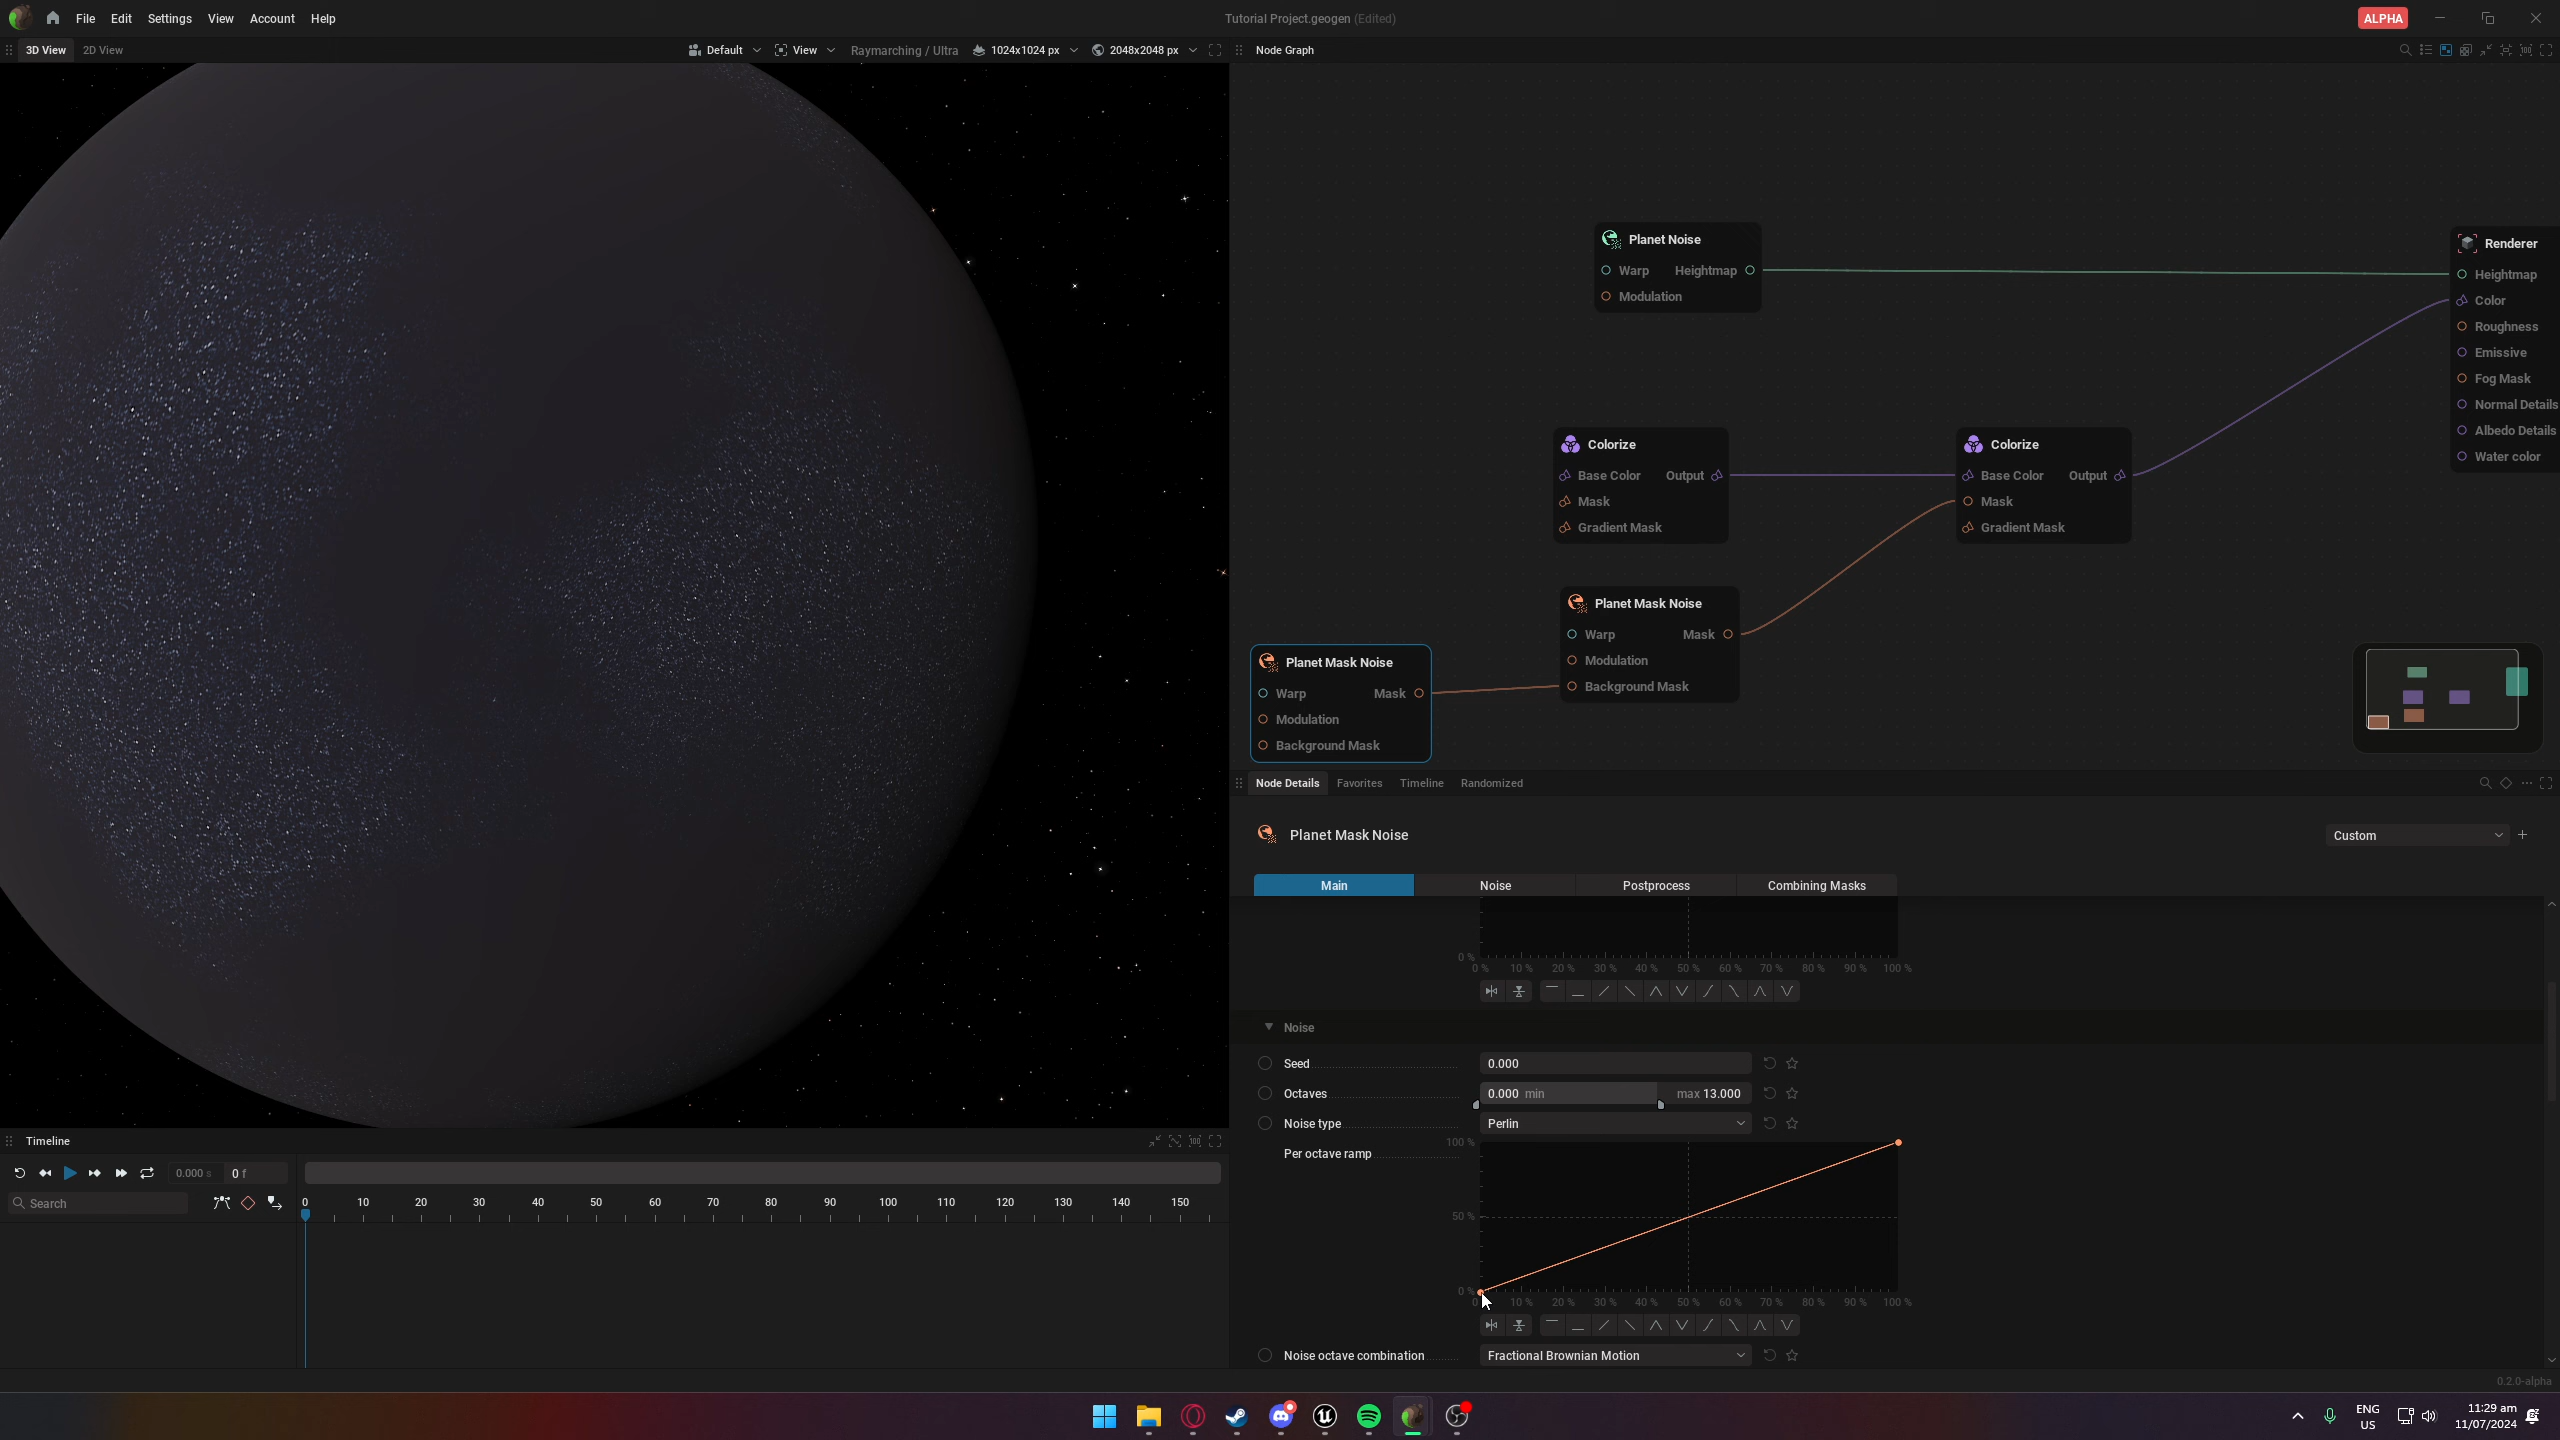 File Edit Settings View Account Help
Tutorial Project.geogen (Edited)
ALPHA
3D View 2D View
Default View Raymarching / Ultra 1024x1024 px 2048x2048 px
Node Graph
Planet Noise
Warp Heightmap
Modulation
Renderer
Heightmap
Color
Roughness
Emissive
Fog Mask
Normal Details
Albedo Details
Water color
Colorize
Base Color Output
Mask
Gradient Mask
Colorize
Base Color Output
Mask
Gradient Mask
Planet Mask Noise
Warp Mask
Modulation
Background Mask
Planet Mask Noise
Warp Mask
Modulation
Background Mask
Node Details Favorites Timeline Randomized
Planet Mask Noise
Custom
Main Noise Postprocess Combining Masks
0 %
0 % 10 % 20 % 30 % 40 % 50 % 60 % 70 % 80 % 90 % 100 %
Noise
Seed 0.000
Octaves 0.000 min max 13.000
Noise type Perlin
Per octave ramp
100 %
50 %
0 %
10 % 20 % 30 % 40 % 50 % 60 % 70 % 80 % 90 % 100 %
Noise octave combination Fractional Brownian Motion
Timeline
0.000 s 0 f
Search
0 10 20 30 40 50 60 70 80 90 100 110 120 130 140 150
0.2.0-alpha
ENG
US
11:29 am
11/07/2024